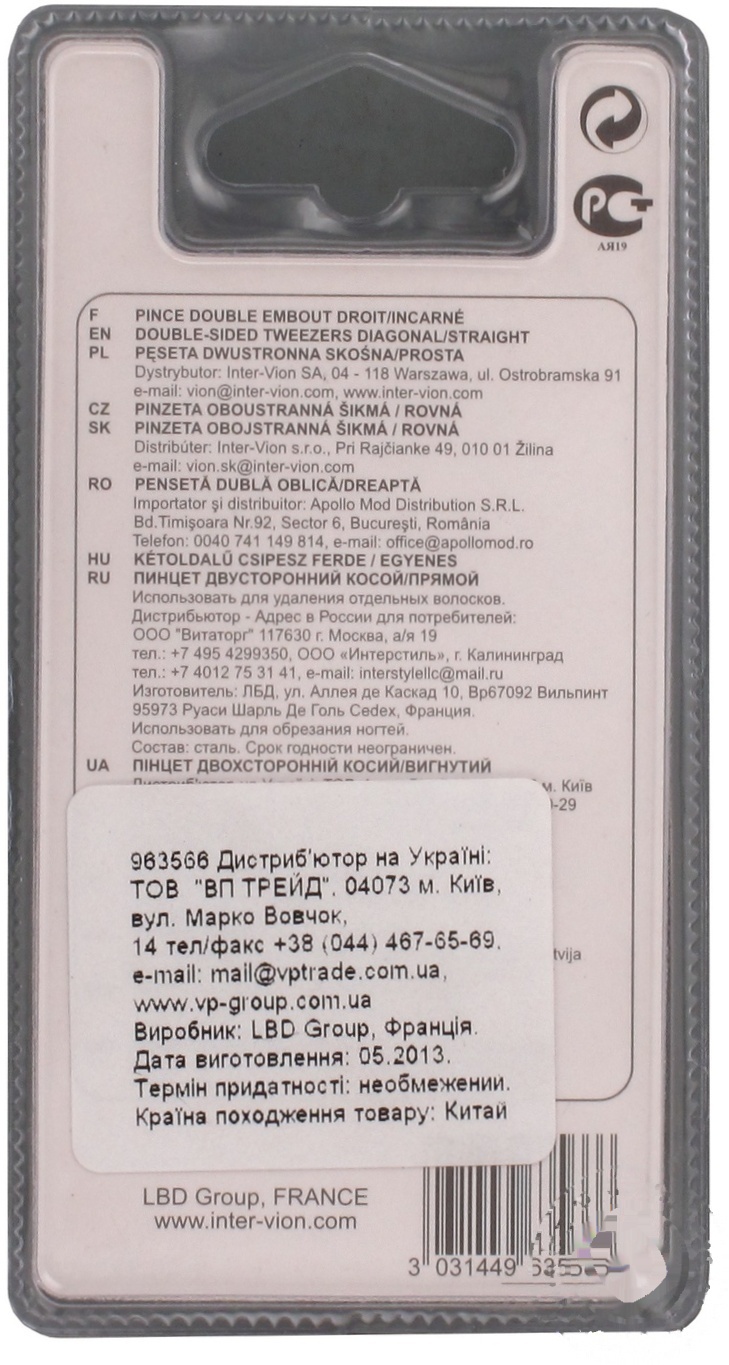 РС
АЯ19
F PINCE DOUBLE EMBOUT DROIT/INCARNÉ
EN DOUBLE-SIDED TWEEZERS DIAGONAL/STRAIGHT
PL PĘSETA DWUSTRONNA SKOŚNA/PROSTA
Dystrybutor: Inter-Vion SA, 04 - 118 Warszawa, ul. Ostrobramska 91
e-mail: vion@inter-vion.com, www.inter-vion.com
CZ PINZETA OBOUSTRANNÁ ŠIKMÁ / ROVNÁ
SK PINZETA OBOJSTRANNÁ ŠIKMÁ / ROVNÁ
Distribúter: Inter-Vion s.r.o., Pri Rajčianke 49, 010 01 Žilina
e-mail: vion.sk@inter-vion.com
RO PENSETĂ DUBLĂ OBLICĂ/DREAPTĂ
Importator şi distribuitor: Apollo Mod Distribution S.R.L.
Bd.Timişoara Nr.92, Sector 6, Bucureşti, România
Telefon: 0040 741 149 814, e-mail: office@apollomod.ro
HU KÉTOLDALŰ CSIPESZ FERDE / EGYENES
RU ПИНЦЕТ ДВУСТОРОННИЙ КОСОЙ/ПРЯМОЙ
Использовать для удаления отдельных волосков.
Дистрибьютор - Адрес в России для потребителей:
ООО "Витаторг" 117630 г. Москва, а/я 19
тел.: +7 495 4299350, ООО «Интерстиль», г. Калининград
тел.: +7 4012 75 31 41, e-mail: interstylellc@mail.ru
Изготовитель: ЛБД, ул. Аллея де Каскад 10, Вр67092 Вильпинт
95973 Руаси Шарль Де Голь Cedex, Франция.
Использовать для обрезания ногтей.
Состав: сталь. Срок годности неограничен.
UA ПІНЦЕТ ДВОХСТОРОННІЙ КОСИЙ/ВИГНУТИЙ
м. Київ
-29
tvija
963566 Дистриб'ютор на Україні:
ТОВ "ВП ТРЕЙД", 04073 м. Київ,
вул. Марко Вовчок,
14 тел/факс +38 (044) 467-65-69.
e-mail: mail@vptrade.com.ua,
www.vp-group.com.ua
Виробник: LBD Group, Франція.
Дата виготовлення: 05.2013.
Термін придатності: необмежении.
Країна походження товару: Китай
LBD Group, FRANCE
www.inter-vion.com
3 031449